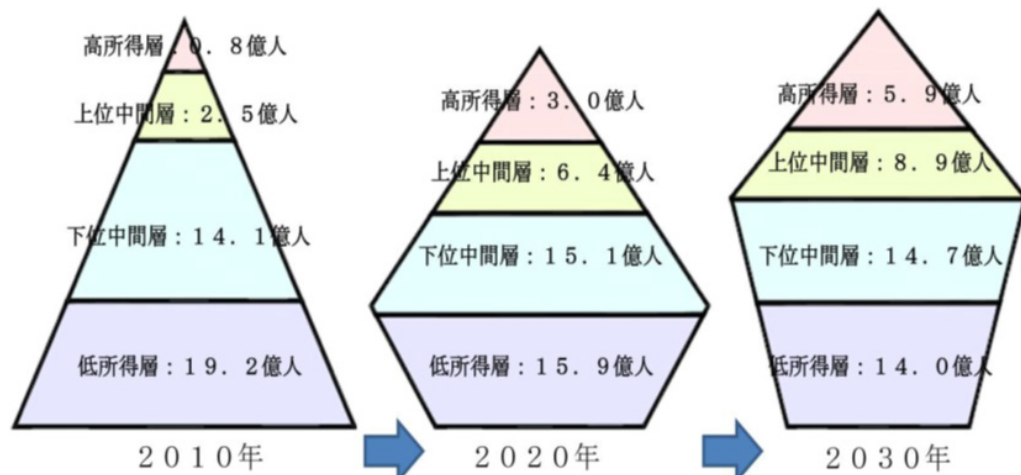 高所得層：０．８億人
上位中間層：２．５億人
下位中間層：１４．１億人
低所得層：１９．２億人
２０１０年
高所得層：３．０億人
上位中間層：６．４億人
下位中間層：１５．１億人
低所得層：１５．９億人
２０２０年
高所得層：５．９億人
上位中間層：８．９億人
下位中間層：１４．７億人
低所得層：１４．０億人
２０３０年